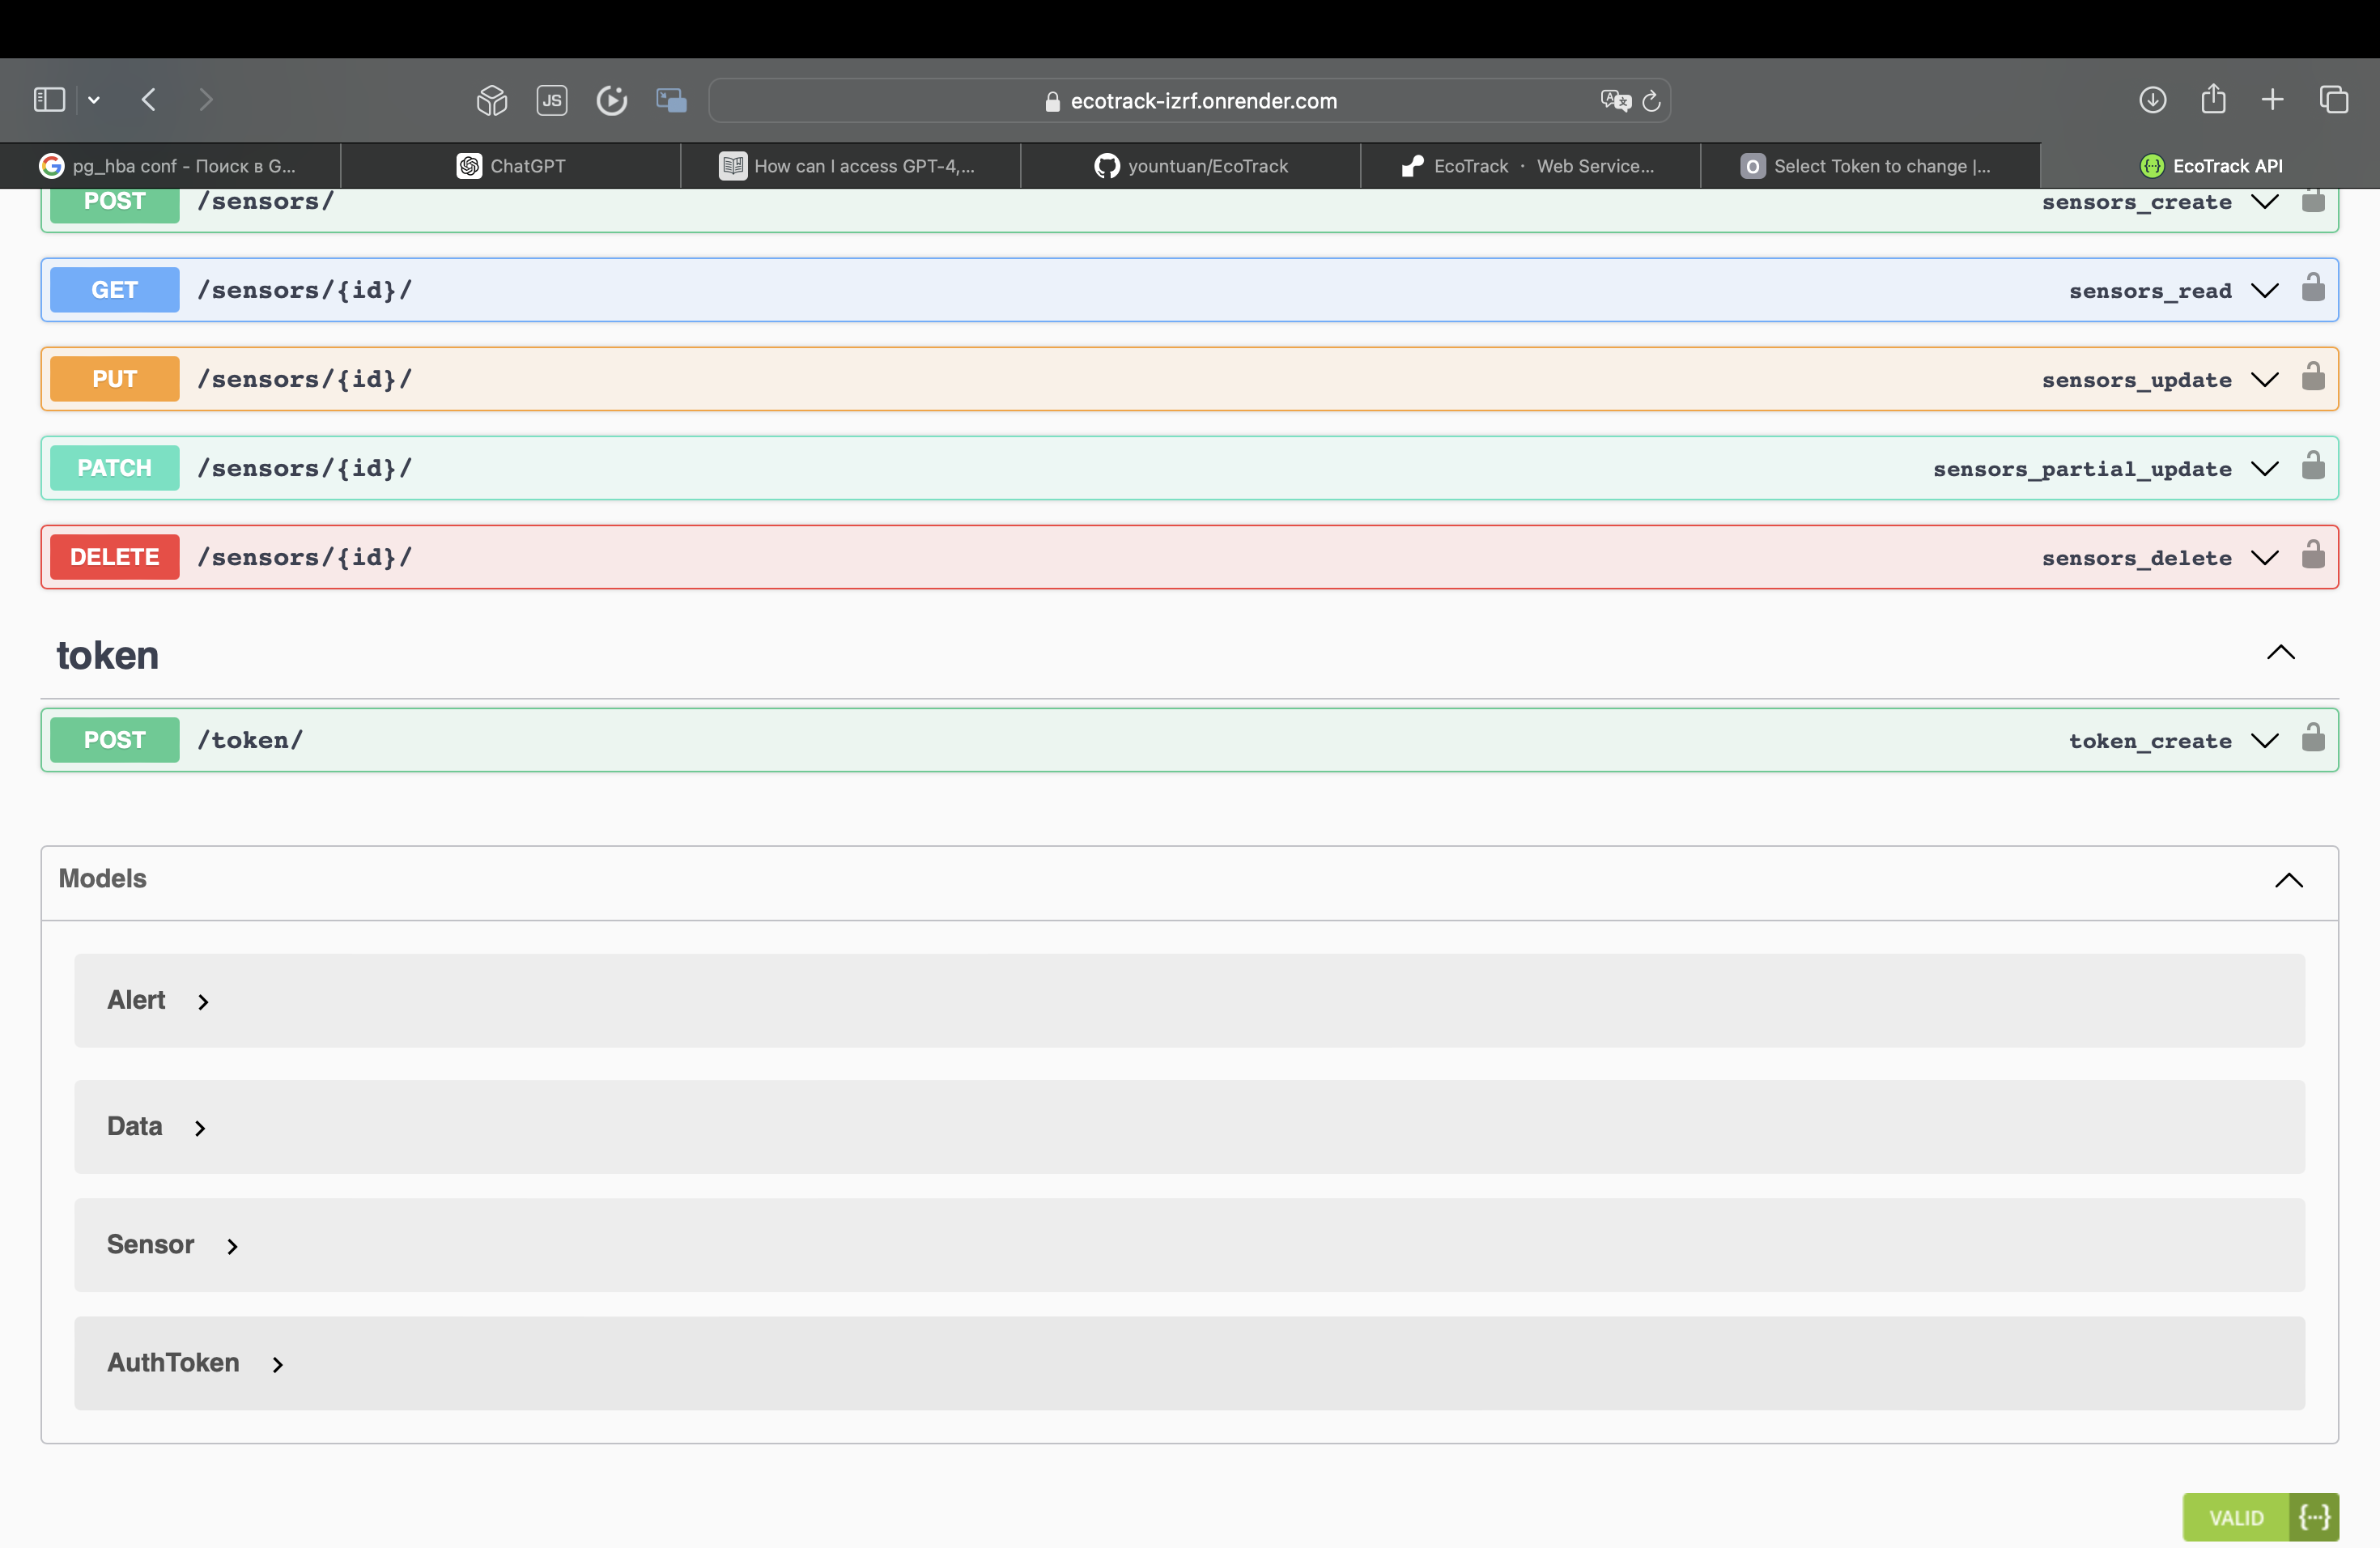 JS
ecotrack-izrf.onrender.com
pg_hba conf - Поиск в G...
ChatGPT
How can I access GPT-4,...
yountuan/EcoTrack
EcoTrack · Web Service...
O Select Token to change |...
EcoTrack API
POST /sensors/ sensors_create
GET /sensors/{id}/ sensors_read
PUT /sensors/{id}/ sensors_update
PATCH /sensors/{id}/ sensors_partial_update
DELETE /sensors/{id}/ sensors_delete
token
POST /token/ token_create
Models
Alert
Data
Sensor
AuthToken
VALID {...}